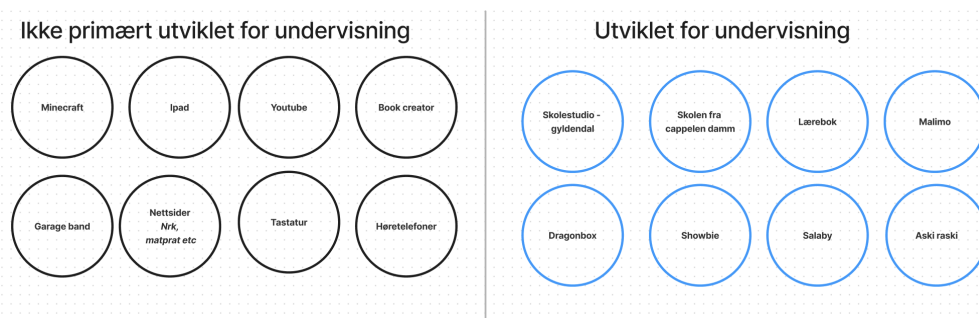 Ikke primært utviklet for undervisning
Minecraft
Ipad
Youtube
Book creator
Garage band
Nettsider
Nrk,
matprat etc
Tastatur
Høretelefoner
Utviklet for undervisning
Skolestudio -
gyldendal
Skolen fra
cappelen damm
Lærebok
Malimo
Dragonbox
Showbie
Salaby
Aski raski